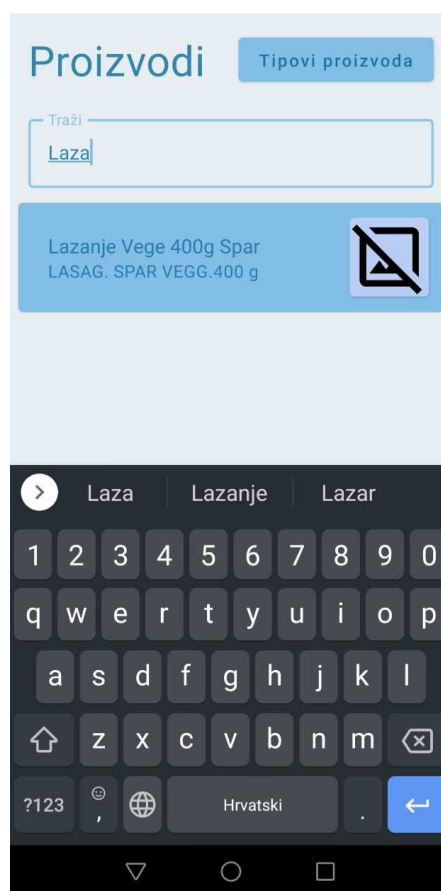 Proizvodi
Tipovi proizvoda
Traži
Laza
Lazanje Vege 400g Spar
LASAG. SPAR VEGG.400 g
Laza Lazanje Lazar
1 2 3 4 5 6 7 8 9 0
q w e r t y u i o p
a s d f g h j k l
z x c v b n m
?123 , Hrvatski .